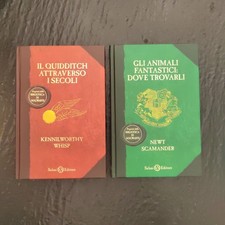 IL QUIDDITCH
ATTRAVERSO
I SECOLI
KENNILWORTHY
WHISP
Salani Editore
GLI ANIMALI
FANTASTICI:
DOVE TROVARLI
NEWT
SCAMANDER
Salani Editore